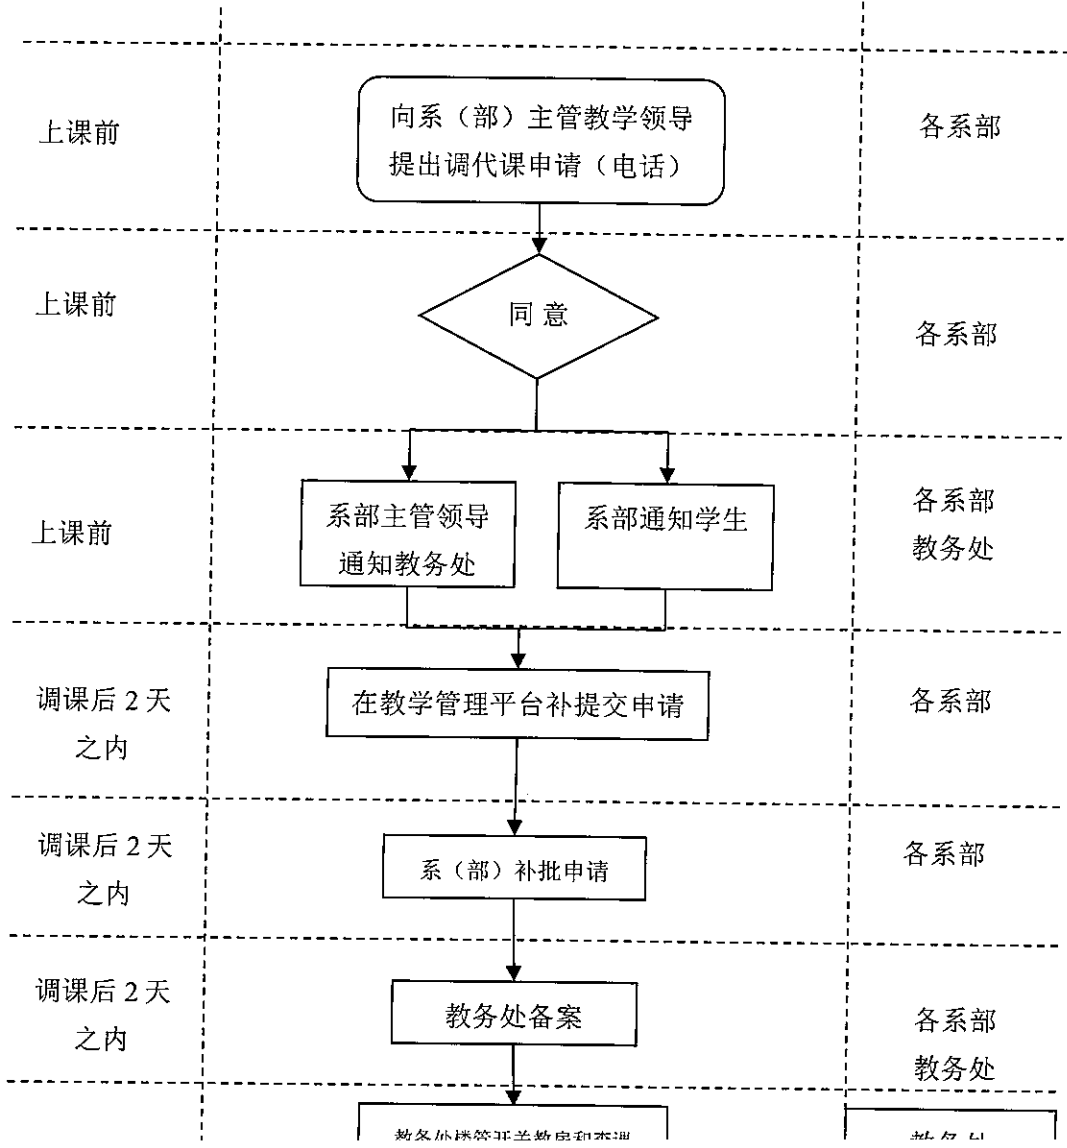 向系（部）主管教学领导
提出调代课申请（电话）
上课前
各系部
上课前
同 意
各系部
上课前
系部主管领导
通知教务处
系部通知学生
各系部
教务处
调课后 2 天
之内
在教学管理平台补提交申请
各系部
调课后 2 天
之内
系（部）补批申请
各系部
调课后 2 天
之内
教务处备案
各系部
教务处